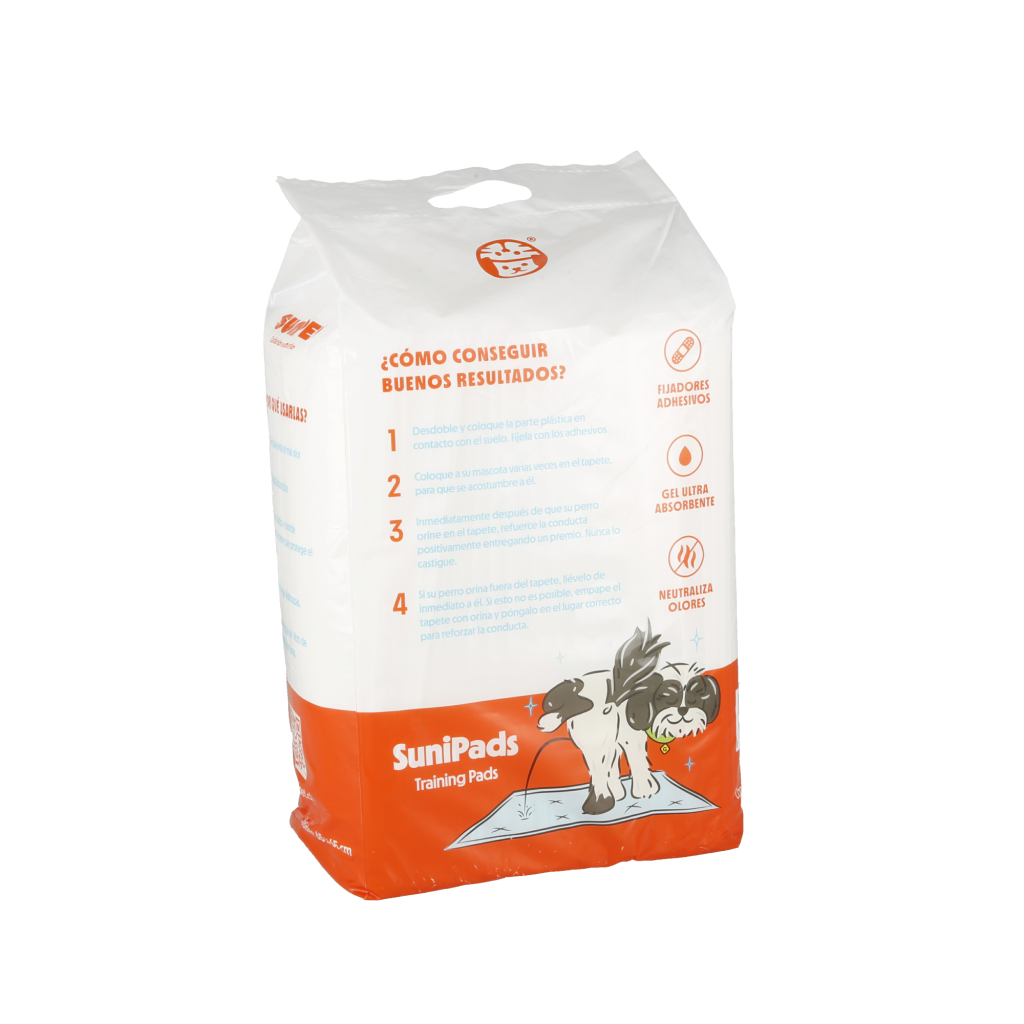 ®
¿CÓMO CONSEGUIR
BUENOS RESULTADOS?
1
Desdoble y coloque la parte plástica en
contacto con el suelo. Fíjela con los adhesivos
2
Coloque a su mascota varias veces en el tapete,
para que se acostumbre a él.
3
Inmediatamente después de que su perro
orine en el tapete, refuerce la conducta
positivamente entregando un premio. Nunca lo
castigue.
4
Si su perro orina fuera del tapete, llévelo de
inmediato a él. Si esto no es posible, empape el
tapete con orina y póngalo en el lugar correcto
para reforzar la conducta.
FIJADORES
ADHESIVOS
GEL ULTRA
ABSORBENTE
NEUTRALIZA
OLORES
SuniPads
Training Pads
QUÉ USARLAS?